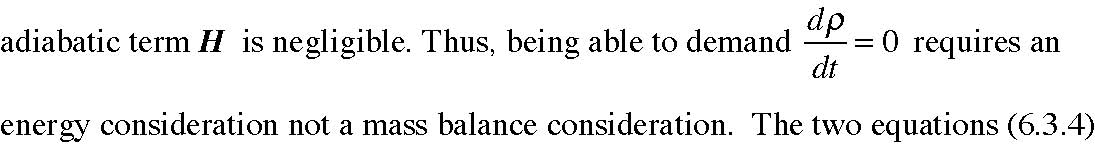 adiabatic term H is negligible. Thus, being able to demand dρ/dt = 0 requires an
energy consideration not a mass balance consideration. The two equations (6.3.4)